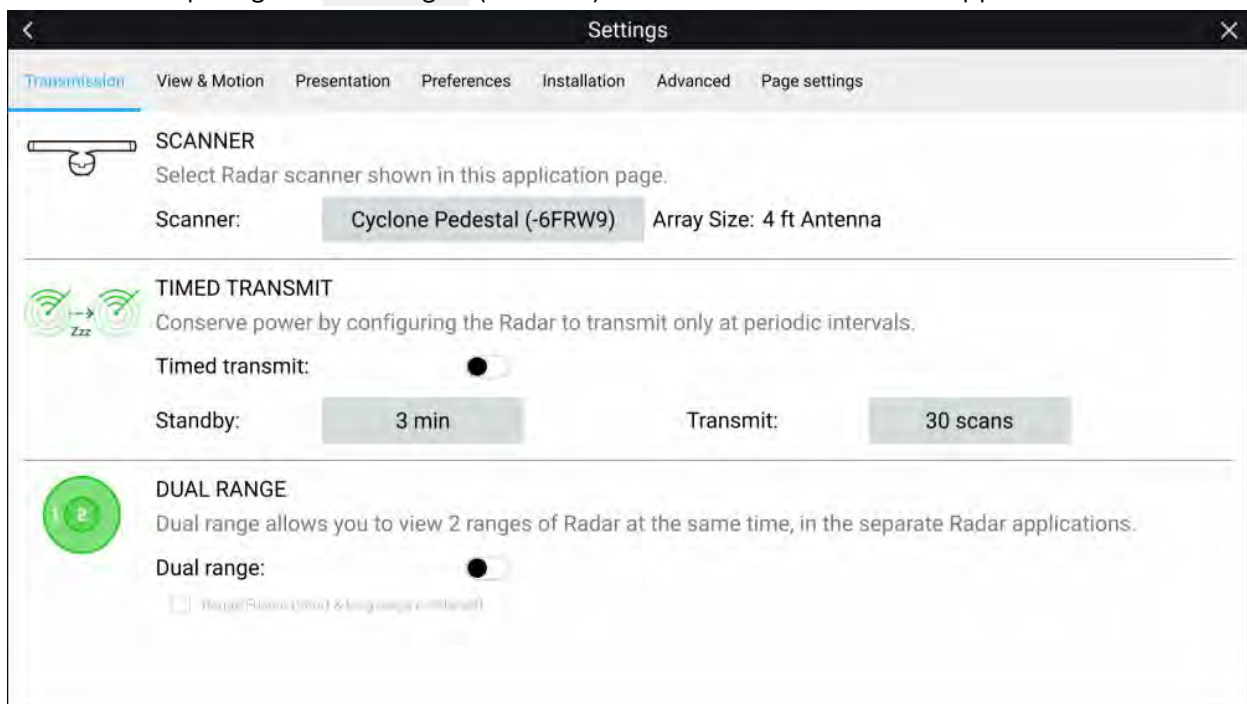 Settings
Transmission View & Motion Presentation Preferences Installation Advanced Page settings
SCANNER
Select Radar scanner shown in this application page.
Scanner: Cyclone Pedestal (-6FRW9) Array Size: 4 ft Antenna
TIMED TRANSMIT
Zzz
Conserve power by configuring the Radar to transmit only at periodic intervals.
Timed transmit:
Standby: 3 min Transmit: 30 scans
DUAL RANGE
1 2
Dual range allows you to view 2 ranges of Radar at the same time, in the separate Radar applications.
Dual range: